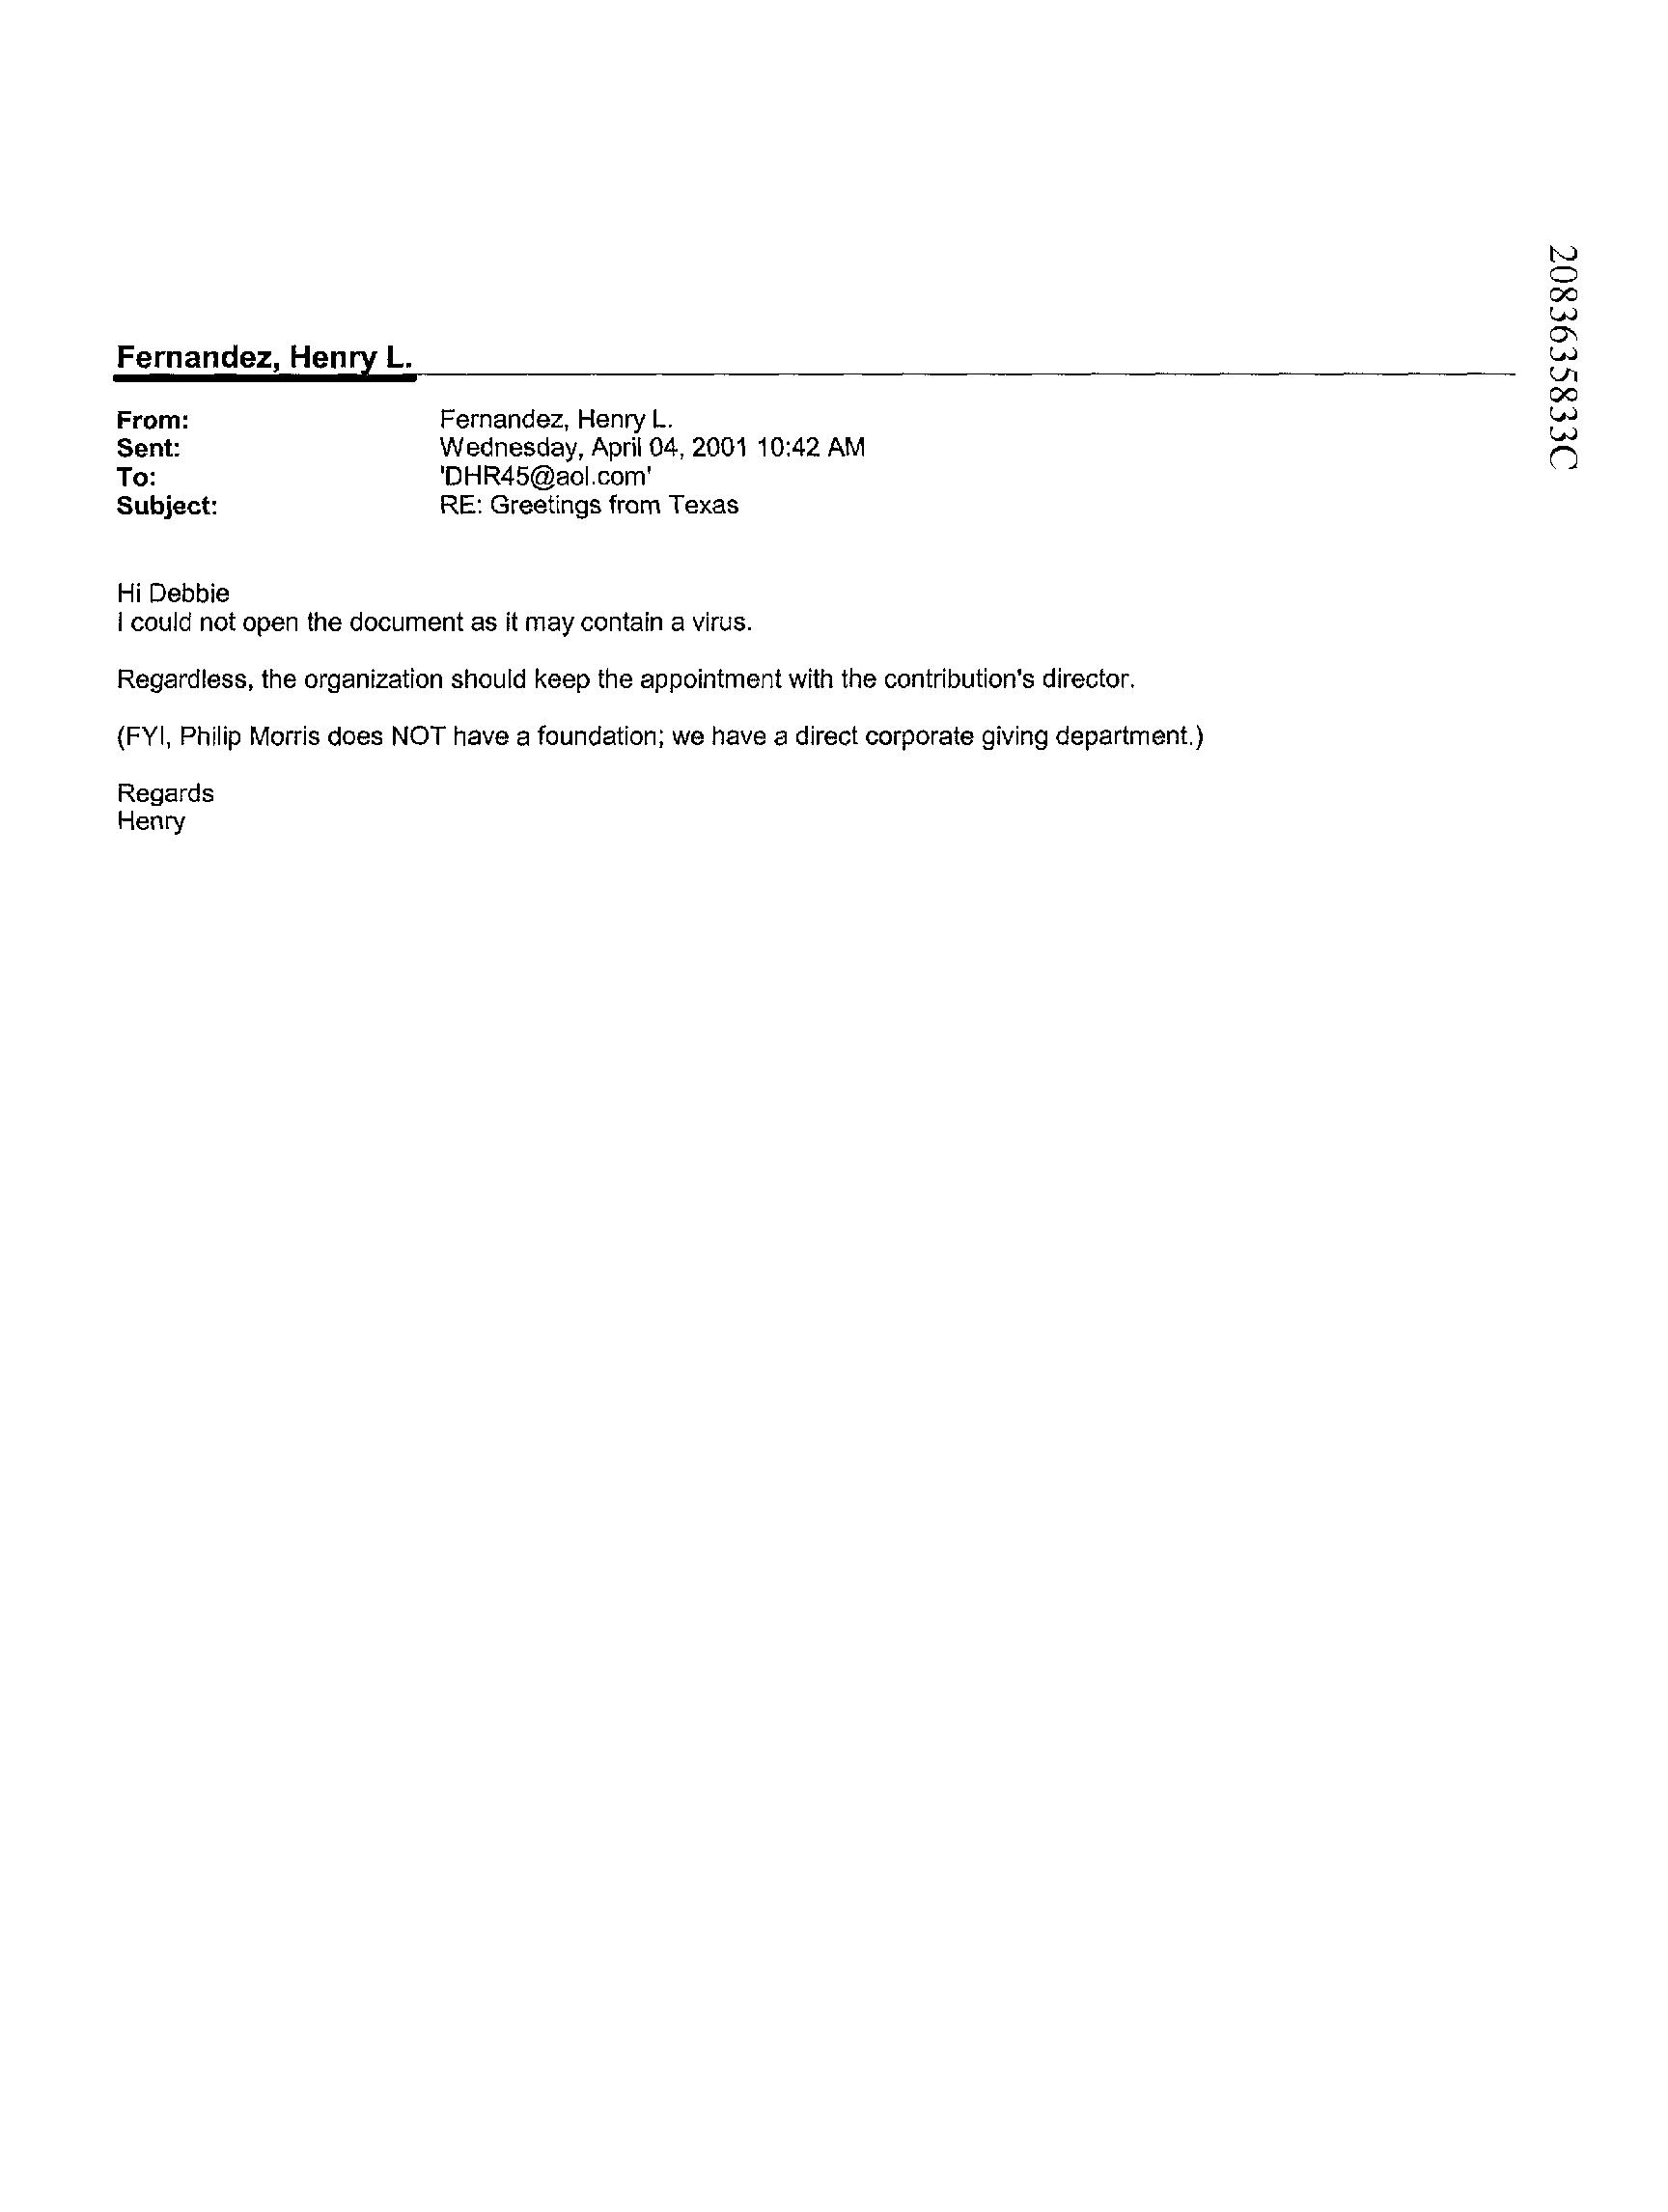 2083635833C
Fernandez, Henry L.
From: Fernandez, Henry L.
Sent: Wednesday, April 04, 2001 10:42 AM
To: 'DHR45@aol.com'
Subject: RE: Greetings from Texas
Hi Debbie
I could not open the document as it may contain a virus.
Regardless, the organization should keep the appointment with the contribution's director.
(FYI, Philip Morris does NOT have a foundation; we have a direct corporate giving department.)
Regards
Henry